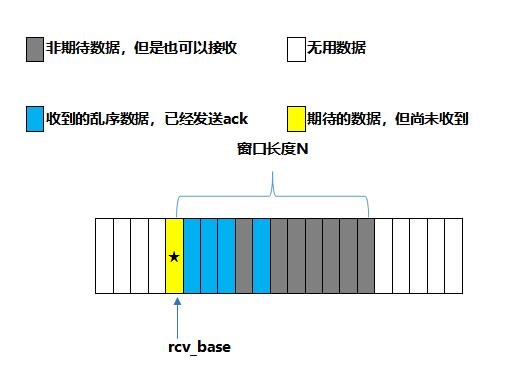 非期待数据，但是也可以接收
无用数据
收到的乱序数据，已经发送ack
期待的数据，但尚未收到
窗口长度N
★
rcv_base